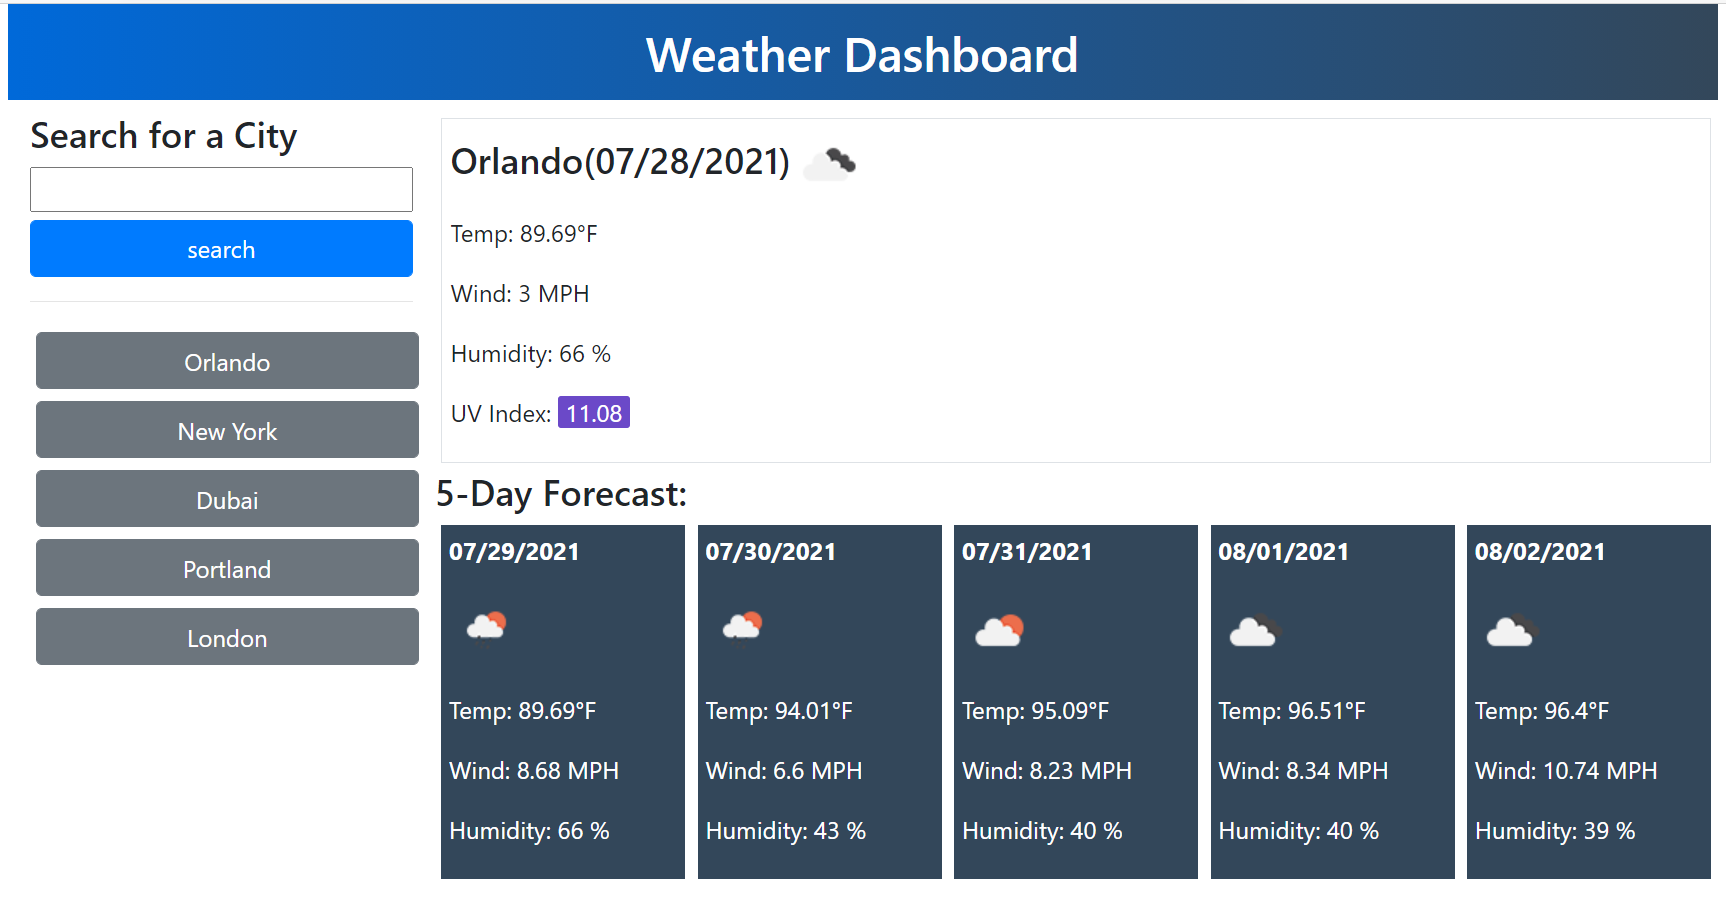 Weather Dashboard
Search for a City
search
Orlando
New York
Dubai
Portland
London
Orlando(07/28/2021)
Temp: 89.69°F
Wind: 3 MPH
Humidity: 66 %
UV Index: 11.08
5-Day Forecast:
07/29/2021
Temp: 89.69°F
Wind: 8.68 MPH
Humidity: 66 %
07/30/2021
Temp: 94.01°F
Wind: 6.6 MPH
Humidity: 43 %
07/31/2021
Temp: 95.09°F
Wind: 8.23 MPH
Humidity: 40 %
08/01/2021
Temp: 96.51°F
Wind: 8.34 MPH
Humidity: 40 %
08/02/2021
Temp: 96.4°F
Wind: 10.74 MPH
Humidity: 39 %